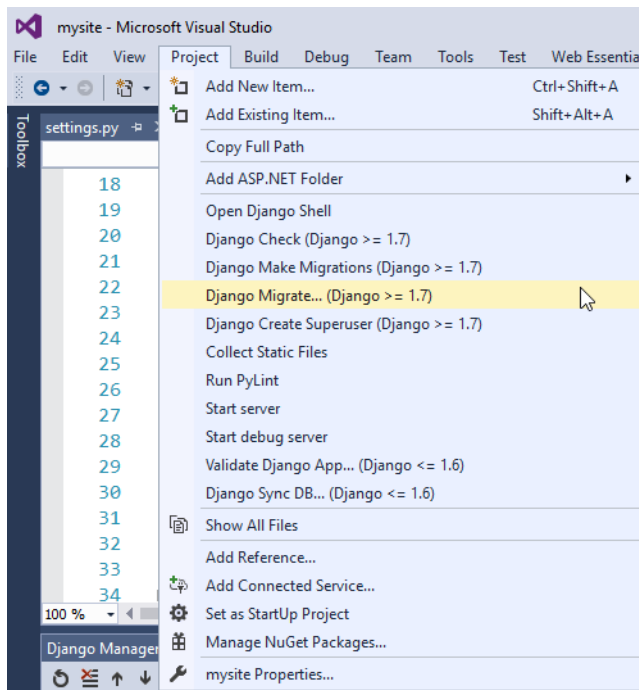 mysite - Microsoft Visual Studio
File Edit View Project Build Debug Team Tools Test Web Essentia
Add New Item... Ctrl+Shift+A
Add Existing Item... Shift+Alt+A
Copy Full Path
Add ASP.NET Folder
Open Django Shell
Django Check (Django >= 1.7)
Django Make Migrations (Django >= 1.7)
Django Migrate... (Django >= 1.7)
Django Create Superuser (Django >= 1.7)
Collect Static Files
Run PyLint
Start server
Start debug server
Validate Django App... (Django <= 1.6)
Django Sync DB... (Django <= 1.6)
Show All Files
Add Reference...
Add Connected Service...
Set as StartUp Project
Manage NuGet Packages...
mysite Properties...
Toolbox
settings.py
18
19
20
21
22
23
24
25
26
27
28
29
30
31
32
33
34
100 %
Django Manage